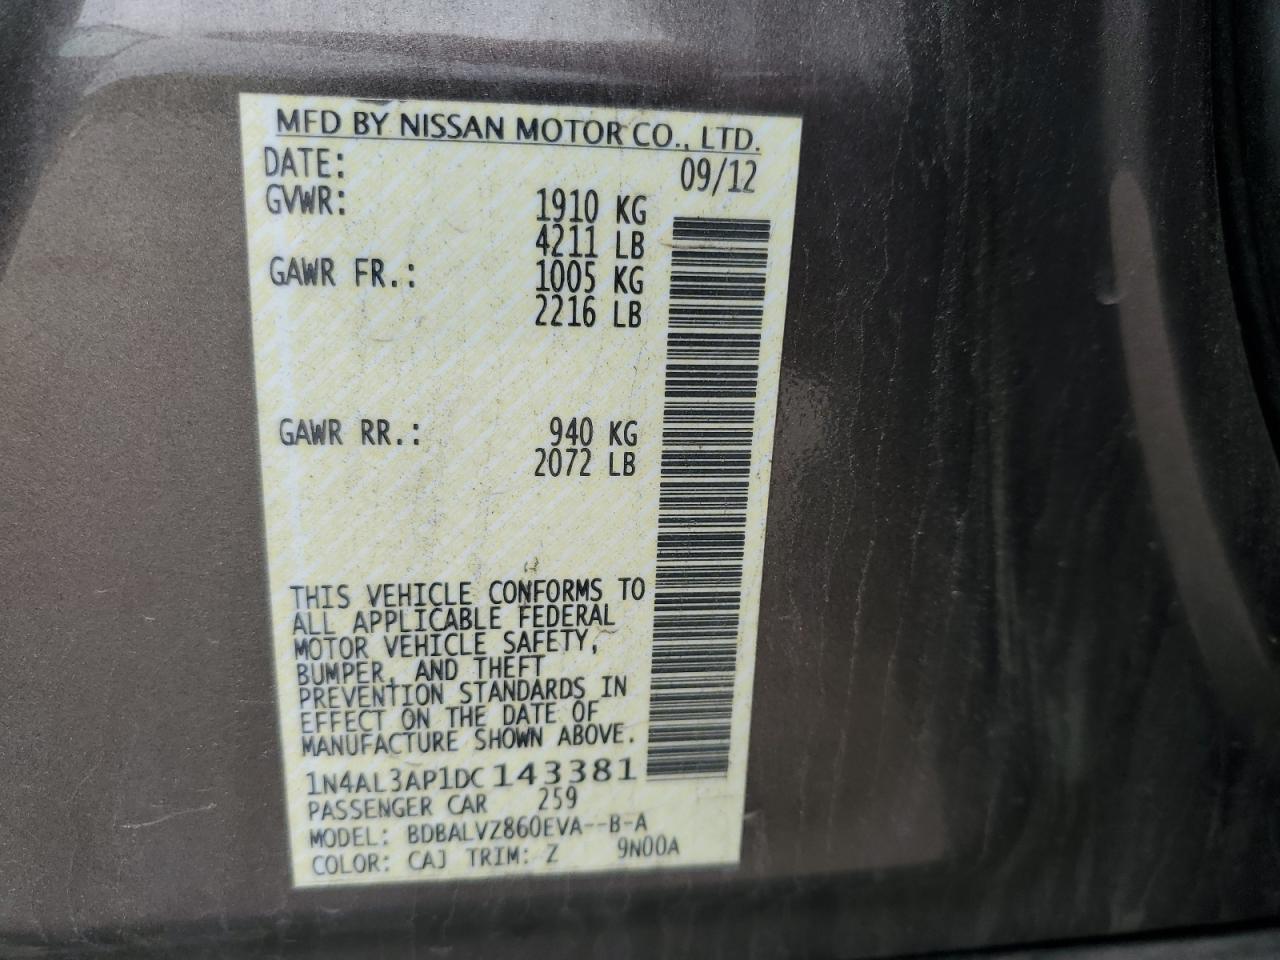 MFD BY NISSAN MOTOR CO., LTD.
DATE: 09/12
GVWR: 1910 KG
4211 LB
GAWR FR.: 1005 KG
2216 LB
GAWR RR.: 940 KG
2072 LB
THIS VEHICLE CONFORMS TO
ALL APPLICABLE FEDERAL
MOTOR VEHICLE SAFETY,
BUMPER, AND THEFT
PREVENTION STANDARDS IN
EFFECT ON THE DATE OF
MANUFACTURE SHOWN ABOVE.
1N4AL3AP1DC143381
PASSENGER CAR 259
MODEL: BDBALVZ860EVA--B-A
COLOR: CAJ TRIM: Z 9N00A